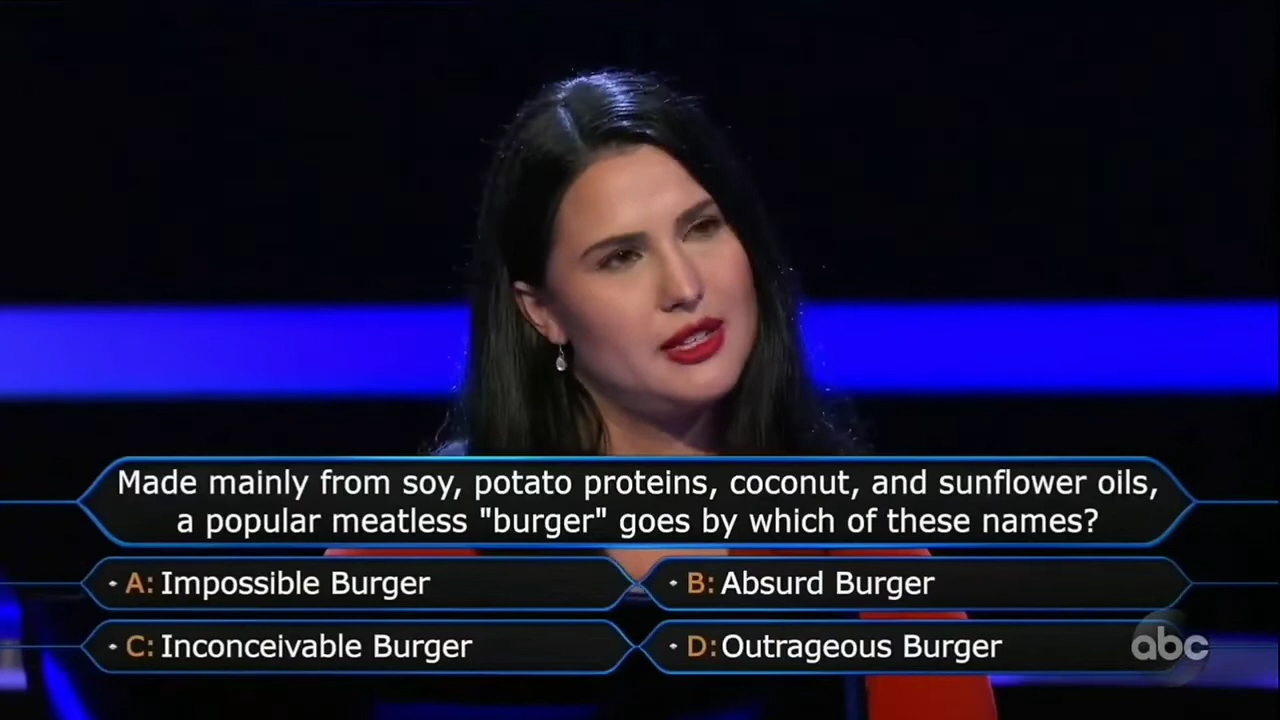 Made mainly from soy, potato proteins, coconut, and sunflower oils,
a popular meatless "burger" goes by which of these names?
A: Impossible Burger
B: Absurd Burger
C: Inconceivable Burger
D: Outrageous Burger
abc